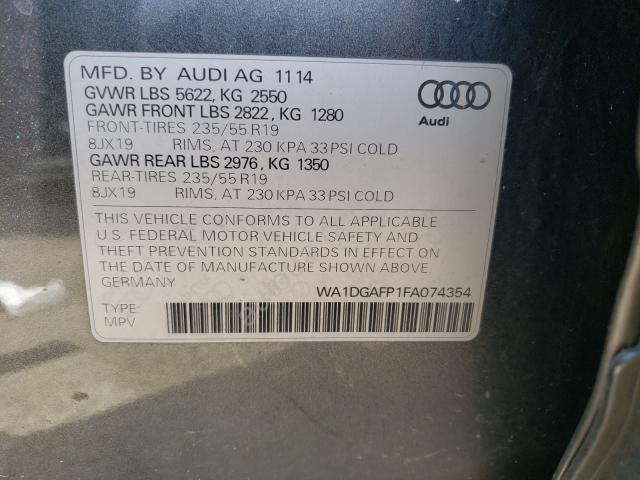 MFD. BY AUDI AG 11 14
GVWR LBS 5622, KG 2550
GAWR FRONT LBS 2822, KG 1280
FRONT-TIRES 235/55 R19
8JX19 RIMS, AT 230 KPA 33 PSI COLD
GAWR REAR LBS 2976, KG 1350
REAR-TIRES 235/55 R19
8JX19 RIMS, AT 230 KPA 33 PSI COLD
Audi
THIS VEHICLE CONFORMS TO ALL APPLICABLE
U.S. FEDERAL MOTOR VEHICLE SAFETY AND
THEFT PREVENTION STANDARDS IN EFFECT ON
THE DATE OF MANUFACTURE SHOWN ABOVE.
GERMANY
WA1DGAFP1FA074354
TYPE:
MPV